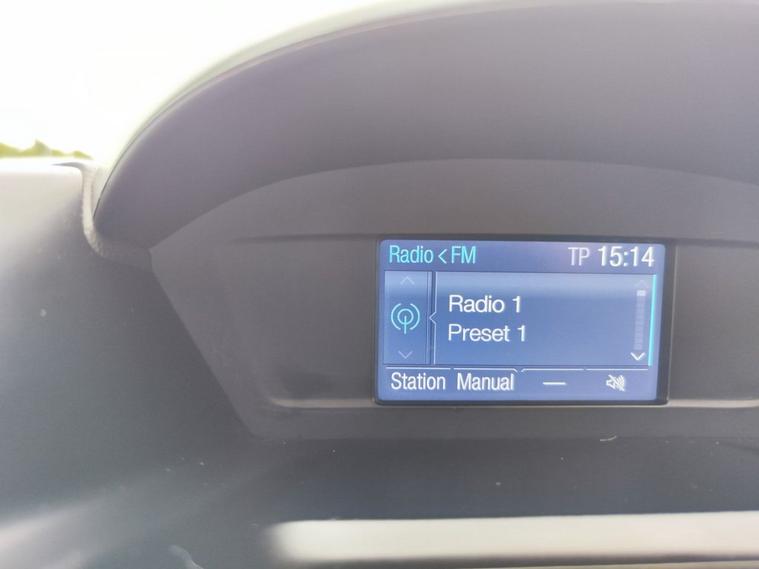 Radio < FM TP 15:14
Radio 1
Preset 1
Station Manual —